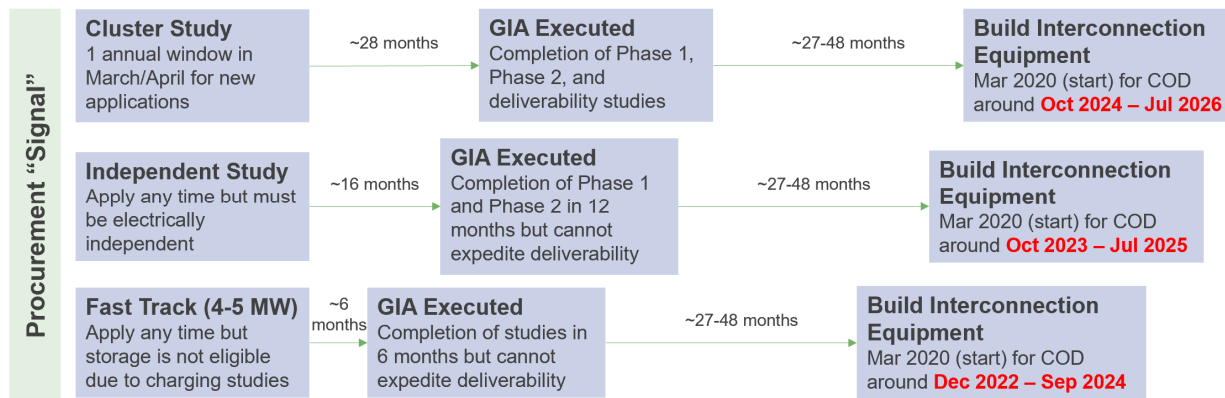 Procurement “Signal”
Cluster Study
1 annual window in
March/April for new
applications
~28 months
GIA Executed
Completion of Phase 1,
Phase 2, and
deliverability studies
~27-48 months
Build Interconnection
Equipment
Mar 2020 (start) for COD
around Oct 2024 – Jul 2026
Independent Study
Apply any time but must
be electrically
independent
~16 months
GIA Executed
Completion of Phase 1
and Phase 2 in 12
months but cannot
expedite deliverability
~27-48 months
Build Interconnection
Equipment
Mar 2020 (start) for COD
around Oct 2023 – Jul 2025
Fast Track (4-5 MW)
Apply any time but
storage is not eligible
due to charging studies
~6
months
GIA Executed
Completion of studies in
6 months but cannot
expedite deliverability
~27-48 months
Build Interconnection
Equipment
Mar 2020 (start) for COD
around Dec 2022 – Sep 2024